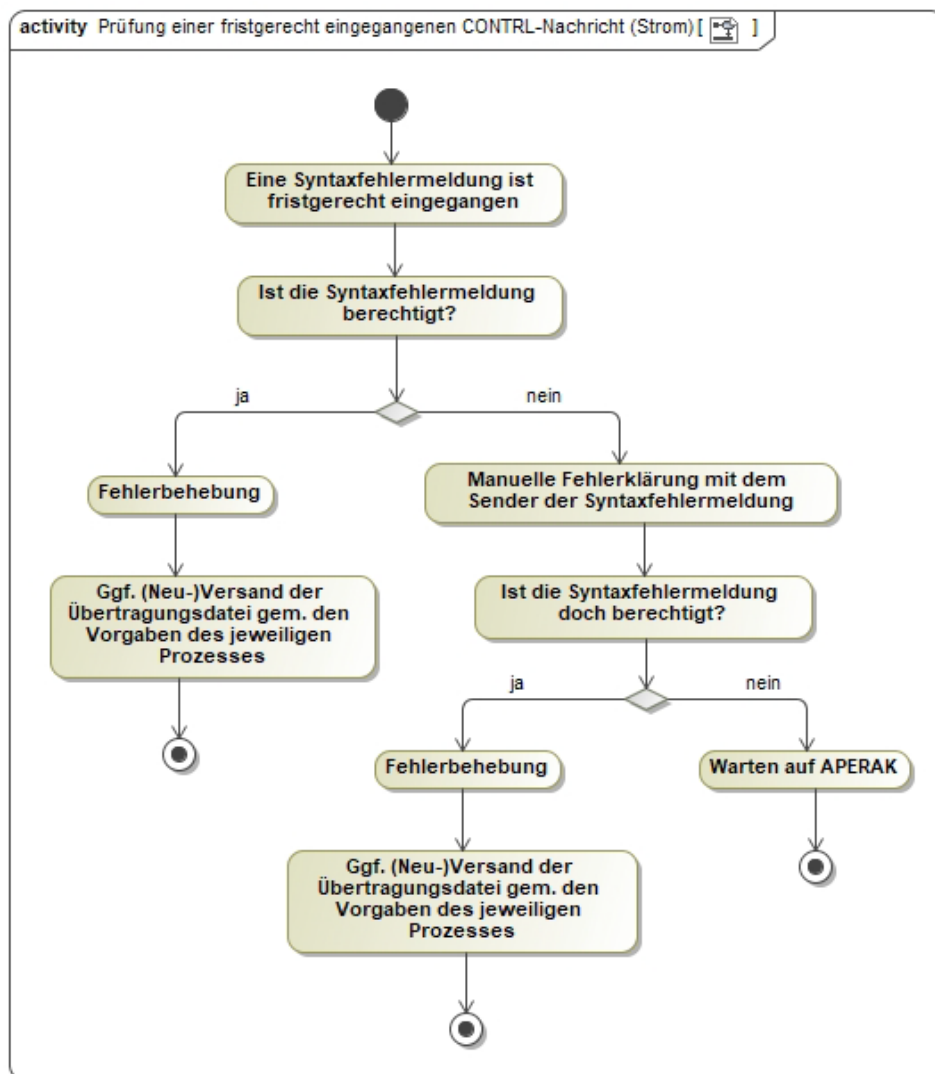 activity Prüfung einer fristgerecht eingegangenen CONTRL-Nachricht (Strom) [ ]
Eine Syntaxfehlermeldung ist
fristgerecht eingegangen
Ist die Syntaxfehlermeldung
berechtigt?
ja
nein
Fehlerbehebung
Manuelle Fehlerklärung mit dem
Sender der Syntaxfehlermeldung
Ggf. (Neu-)Versand der
Übertragungsdatei gem. den
Vorgaben des jeweiligen
Prozesses
Ist die Syntaxfehlermeldung
doch berechtigt?
ja
nein
Fehlerbehebung
Warten auf APERAK
Ggf. (Neu-)Versand der
Übertragungsdatei gem. den
Vorgaben des jeweiligen
Prozesses